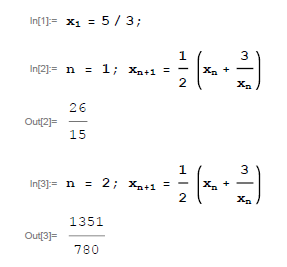 In[1]:= x₁ = 5 / 3;
In[2]:= n = 1; xₙ₊₁ = 1/2 (xₙ + 3/xₙ)
Out[2]= 26/15
In[3]:= n = 2; xₙ₊₁ = 1/2 (xₙ + 3/xₙ)
Out[3]= 1351/780